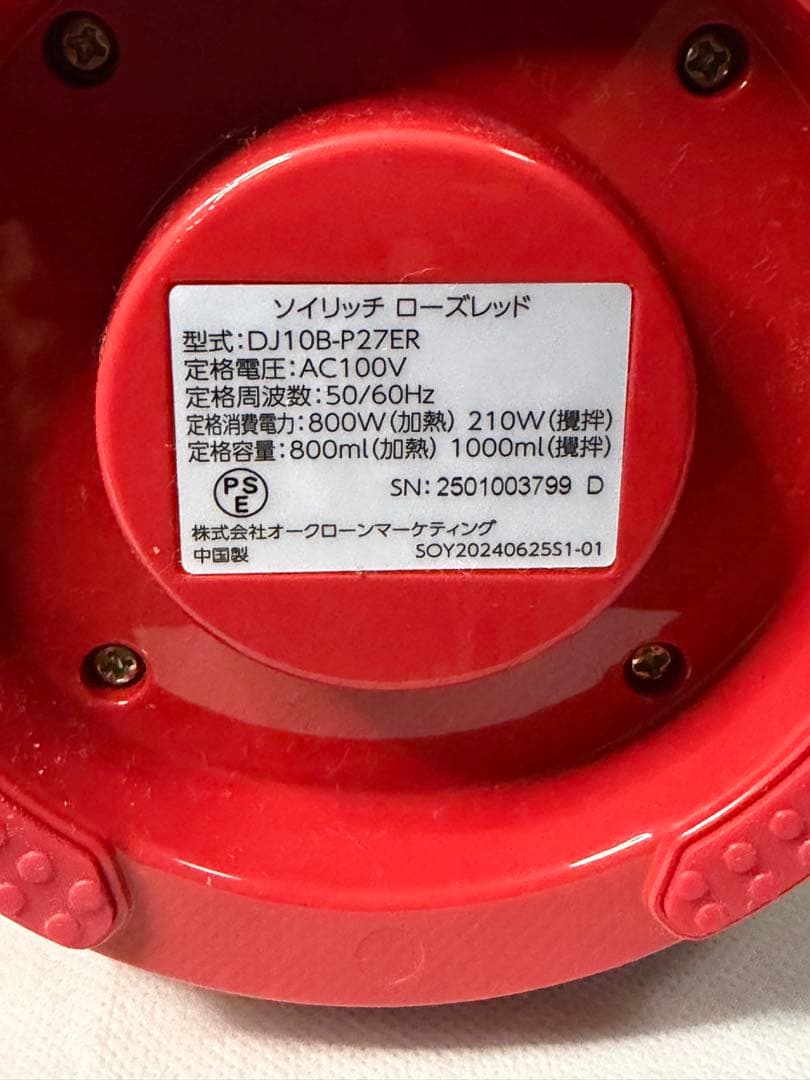 ソイリッチ ローズレッド
型式:DJ10B-P27ER
定格電圧:AC100V
定格周波数:50/60Hz
定格消費電力:800W(加熱) 210W(攪拌)
定格容量:800ml(加熱) 1000ml(攪拌)
PSE
SN: 2501003799 D
株式会社オークローンマーケティング
中国製
SOY20240625S1-01